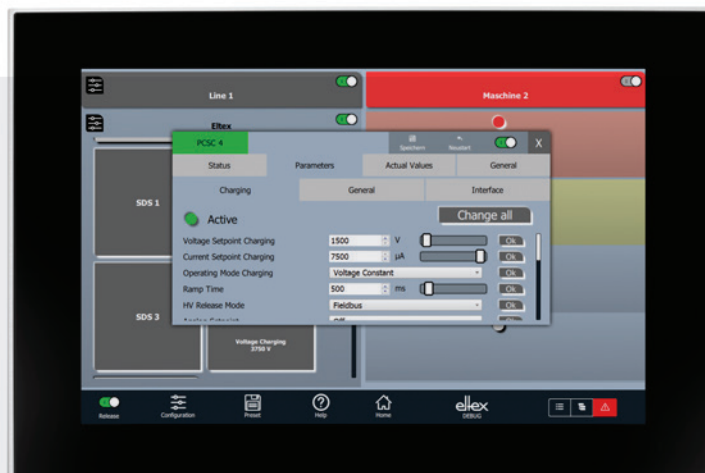 Line 1
Maschine 2
Eltex
PCSC 4
Speichern
Neustart
X
Status
Parameters
Actual Values
General
Charging
General
Interface
Active
Change all
Voltage Setpoint Charging
1500
V
Ok
Current Setpoint Charging
7500
µA
Ok
Operating Mode Charging
Voltage Constant
Ok
Ramp Time
500
ms
Ok
HV Release Mode
Fieldbus
Ok
SDS 1
SDS 3
Voltage Charging
3750 V
Release
Configuration
Preset
Help
Home
eltex
DEBUG